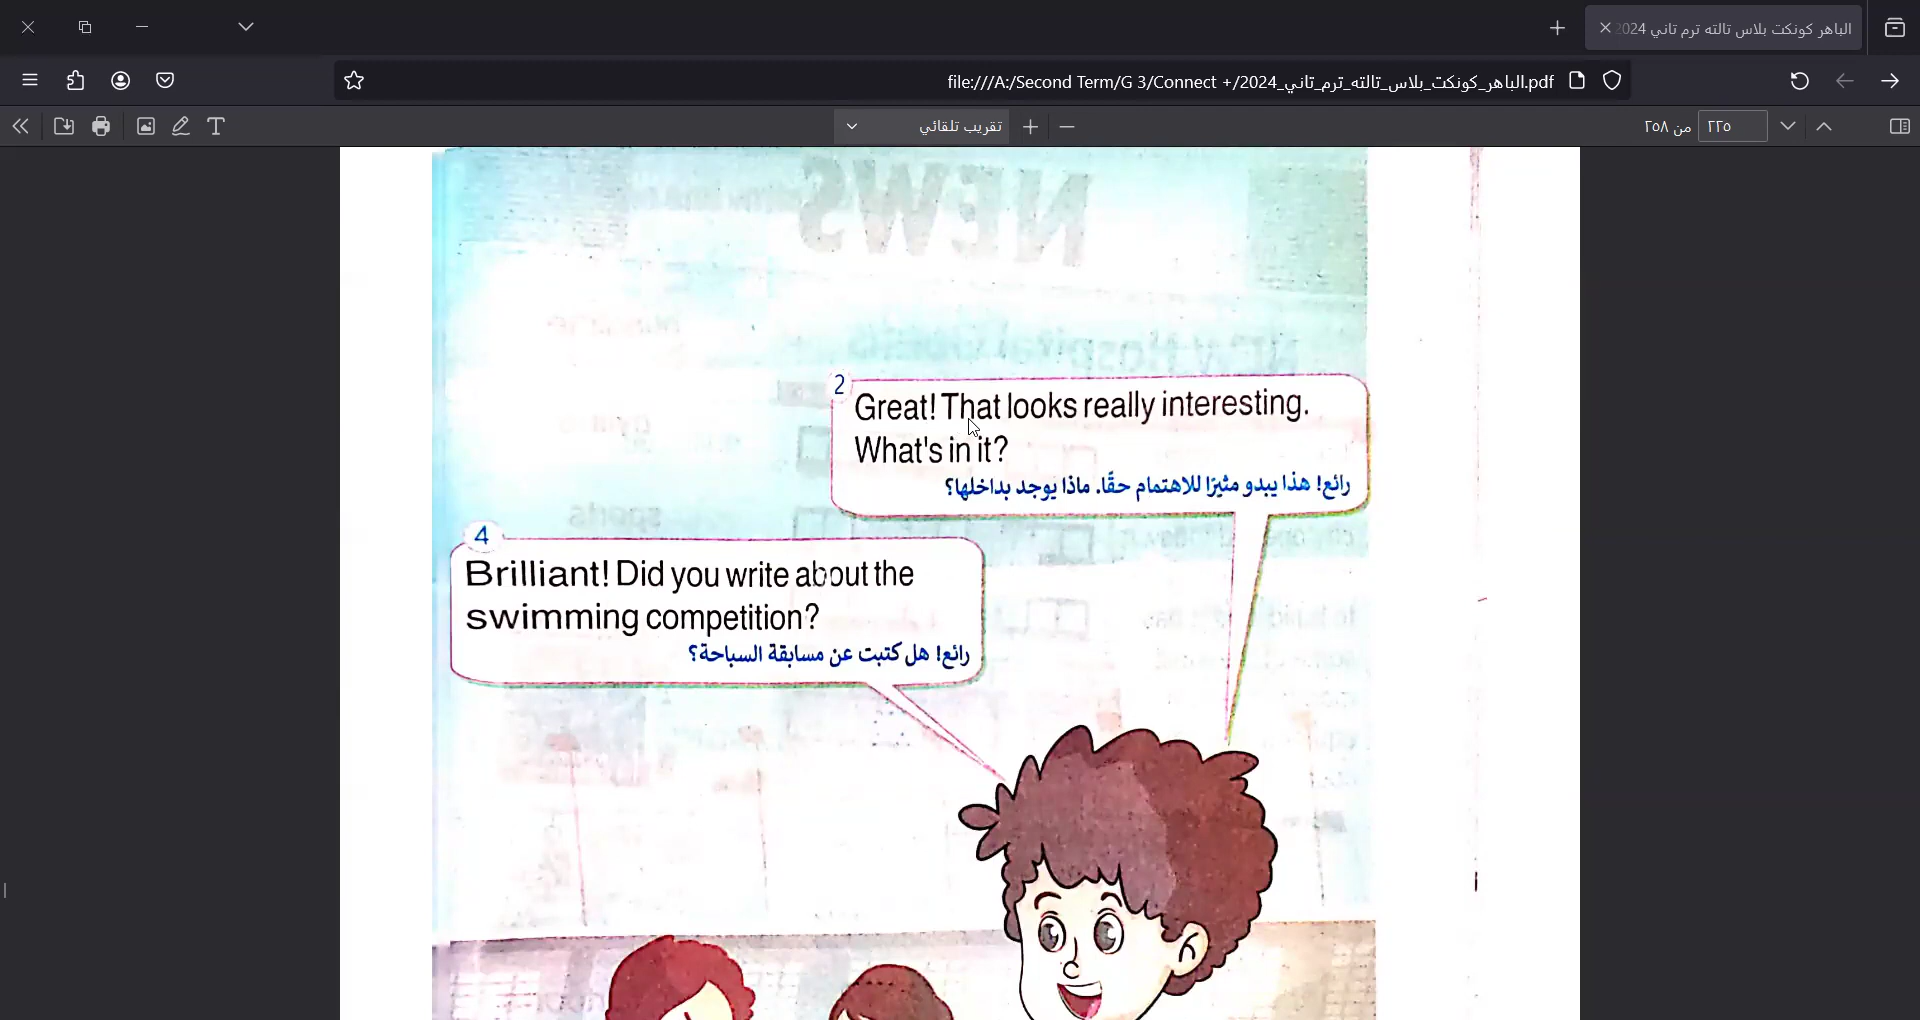 الباهر كونكت بلاس تالته ترم تاني 2024
file:///A:/Second Term/G 3/Connect +/2024_الباهر_كونكت_بلاس_تالته_ترم_تاني.pdf
٢٢٥ من ٢٥٨
تقريب تلقائي
NEWS
2
Great! That looks really interesting.
What's in it?
رائع! هذا يبدو مثيرًا للاهتمام حقًا. ماذا يوجد بداخلها؟
4
Brilliant! Did you write about the
swimming competition?
رائع! هل كتبت عن مسابقة السباحة؟
sports